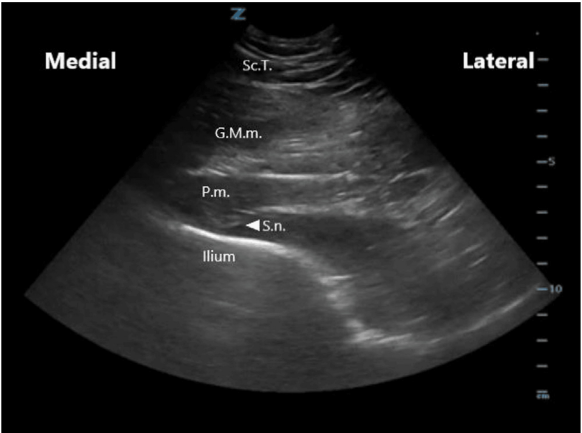 Z
Medial
Lateral
Sc.T.
G.M.m.
5
P.m.
S.n.
Ilium
10
cm